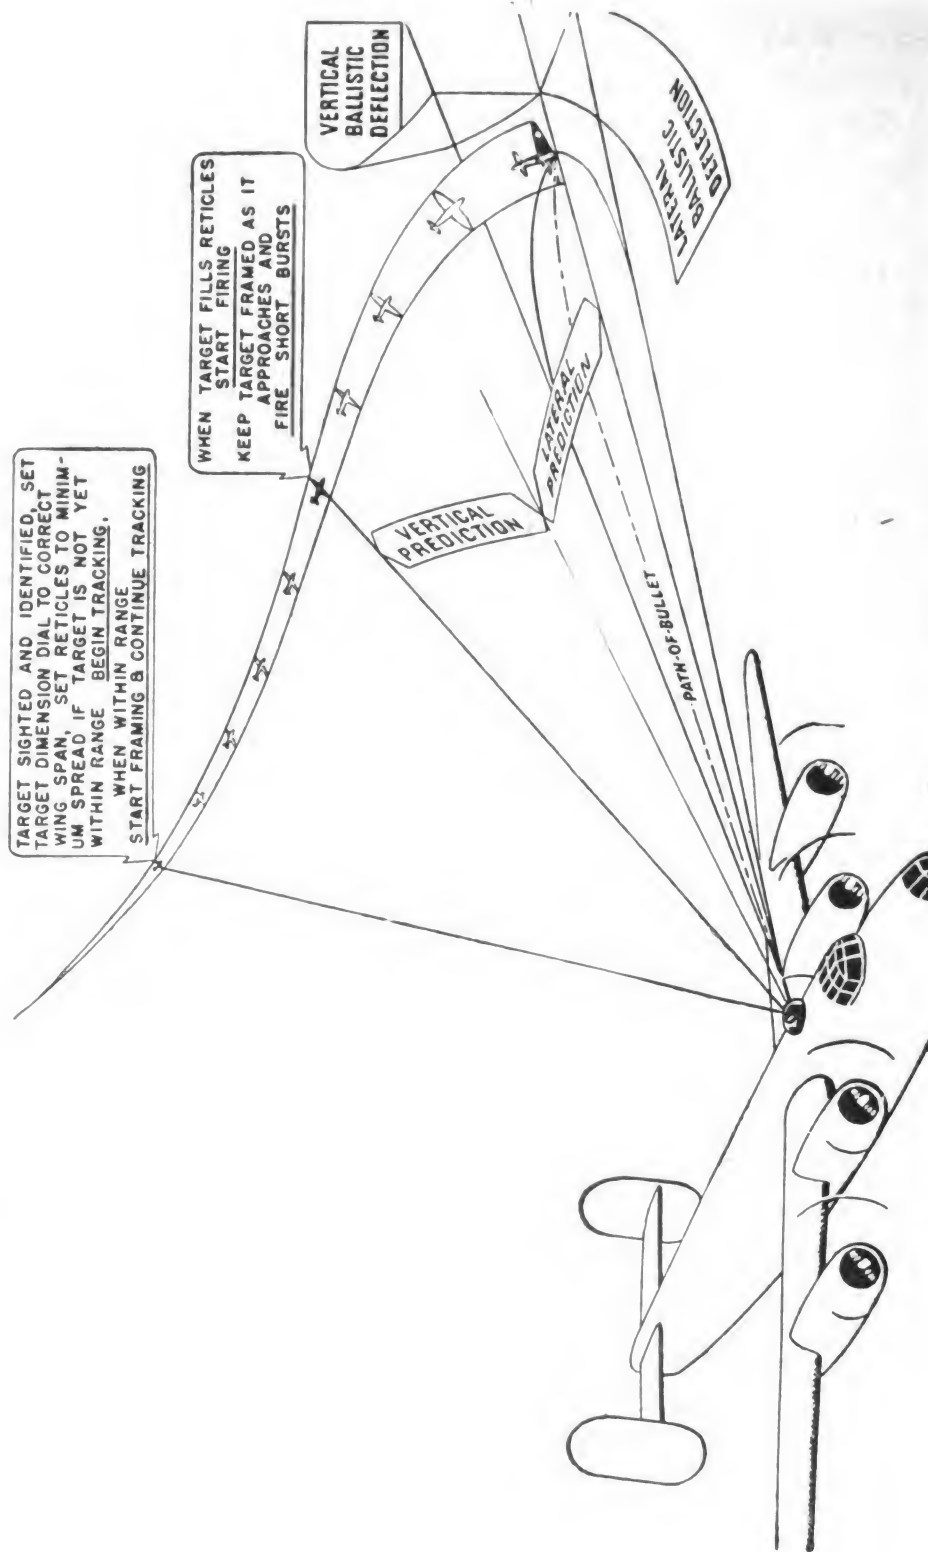 TARGET SIGHTED AND IDENTIFIED, SET
TARGET DIMENSION DIAL TO CORRECT
WING SPAN, SET RETICLES TO MINIM-
UM SPREAD IF TARGET IS NOT YET
WITHIN RANGE BEGIN TRACKING.
WHEN WITHIN RANGE
START FRAMING & CONTINUE TRACKING
WHEN TARGET FILLS RETICLES
START FIRING
KEEP TARGET FRAMED AS IT
APPROACHES AND
FIRE SHORT BURSTS
VERTICAL
BALLISTIC
DEFLECTION
VERTICAL
PREDICTION
LATERAL
PREDICTION
PATH-OF-BULLET
LATERAL
BALLISTIC
DEFLECTION